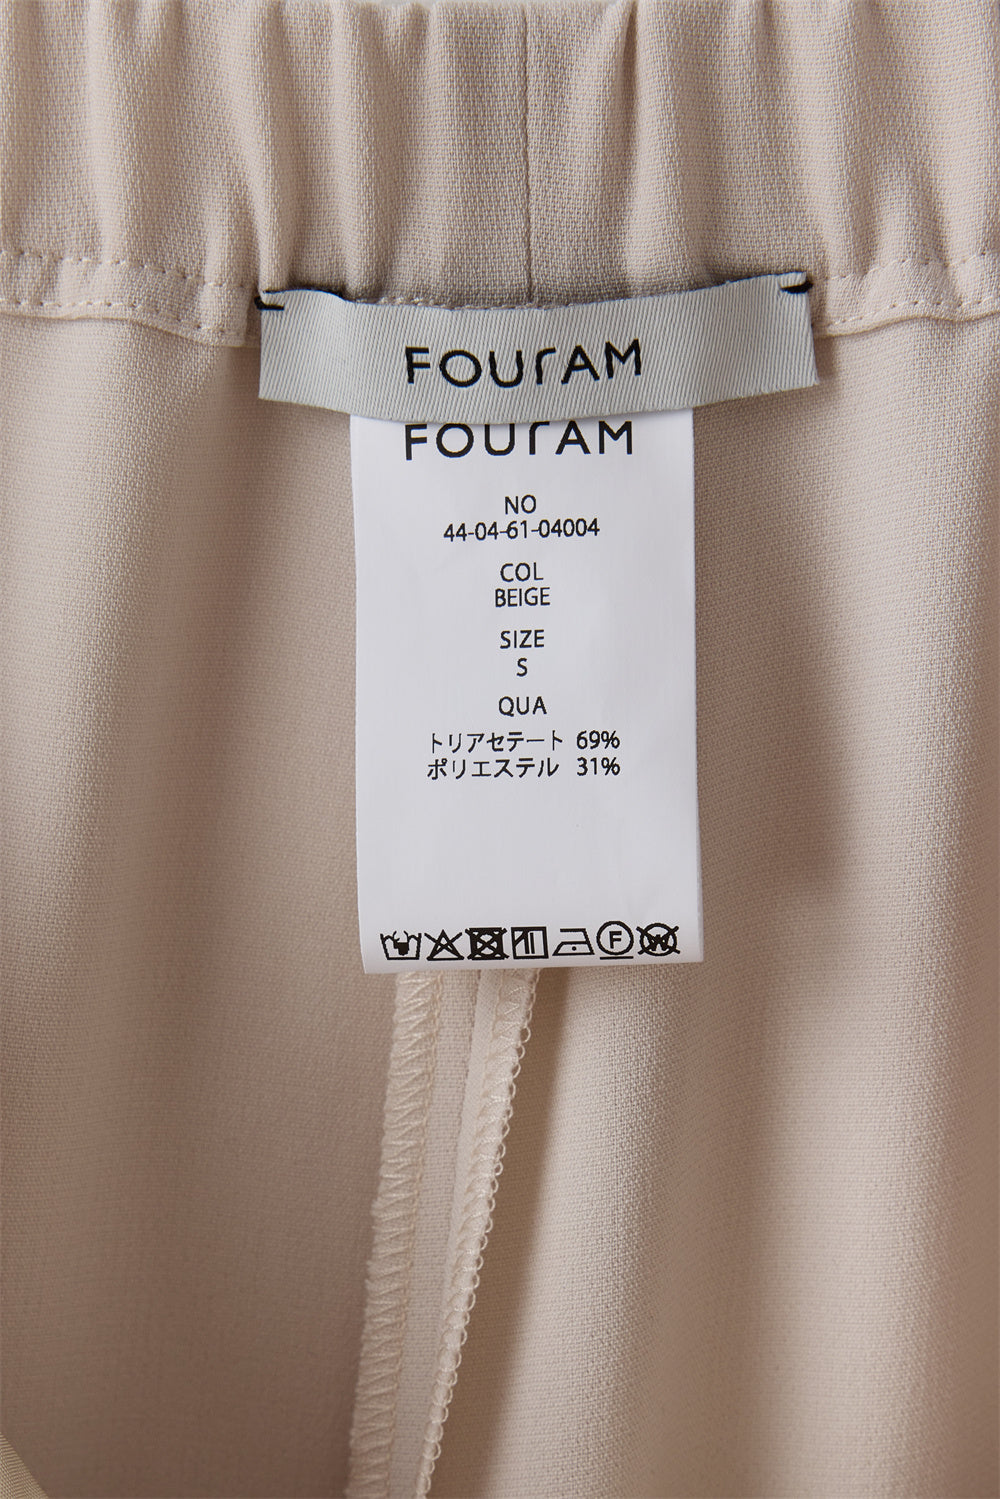 FOURAM
FOURAM
NO
44-04-61-04004
COL
BEIGE
SIZE
S
QUA
トリアセテート 69%
ポリエステル 31%
F
W